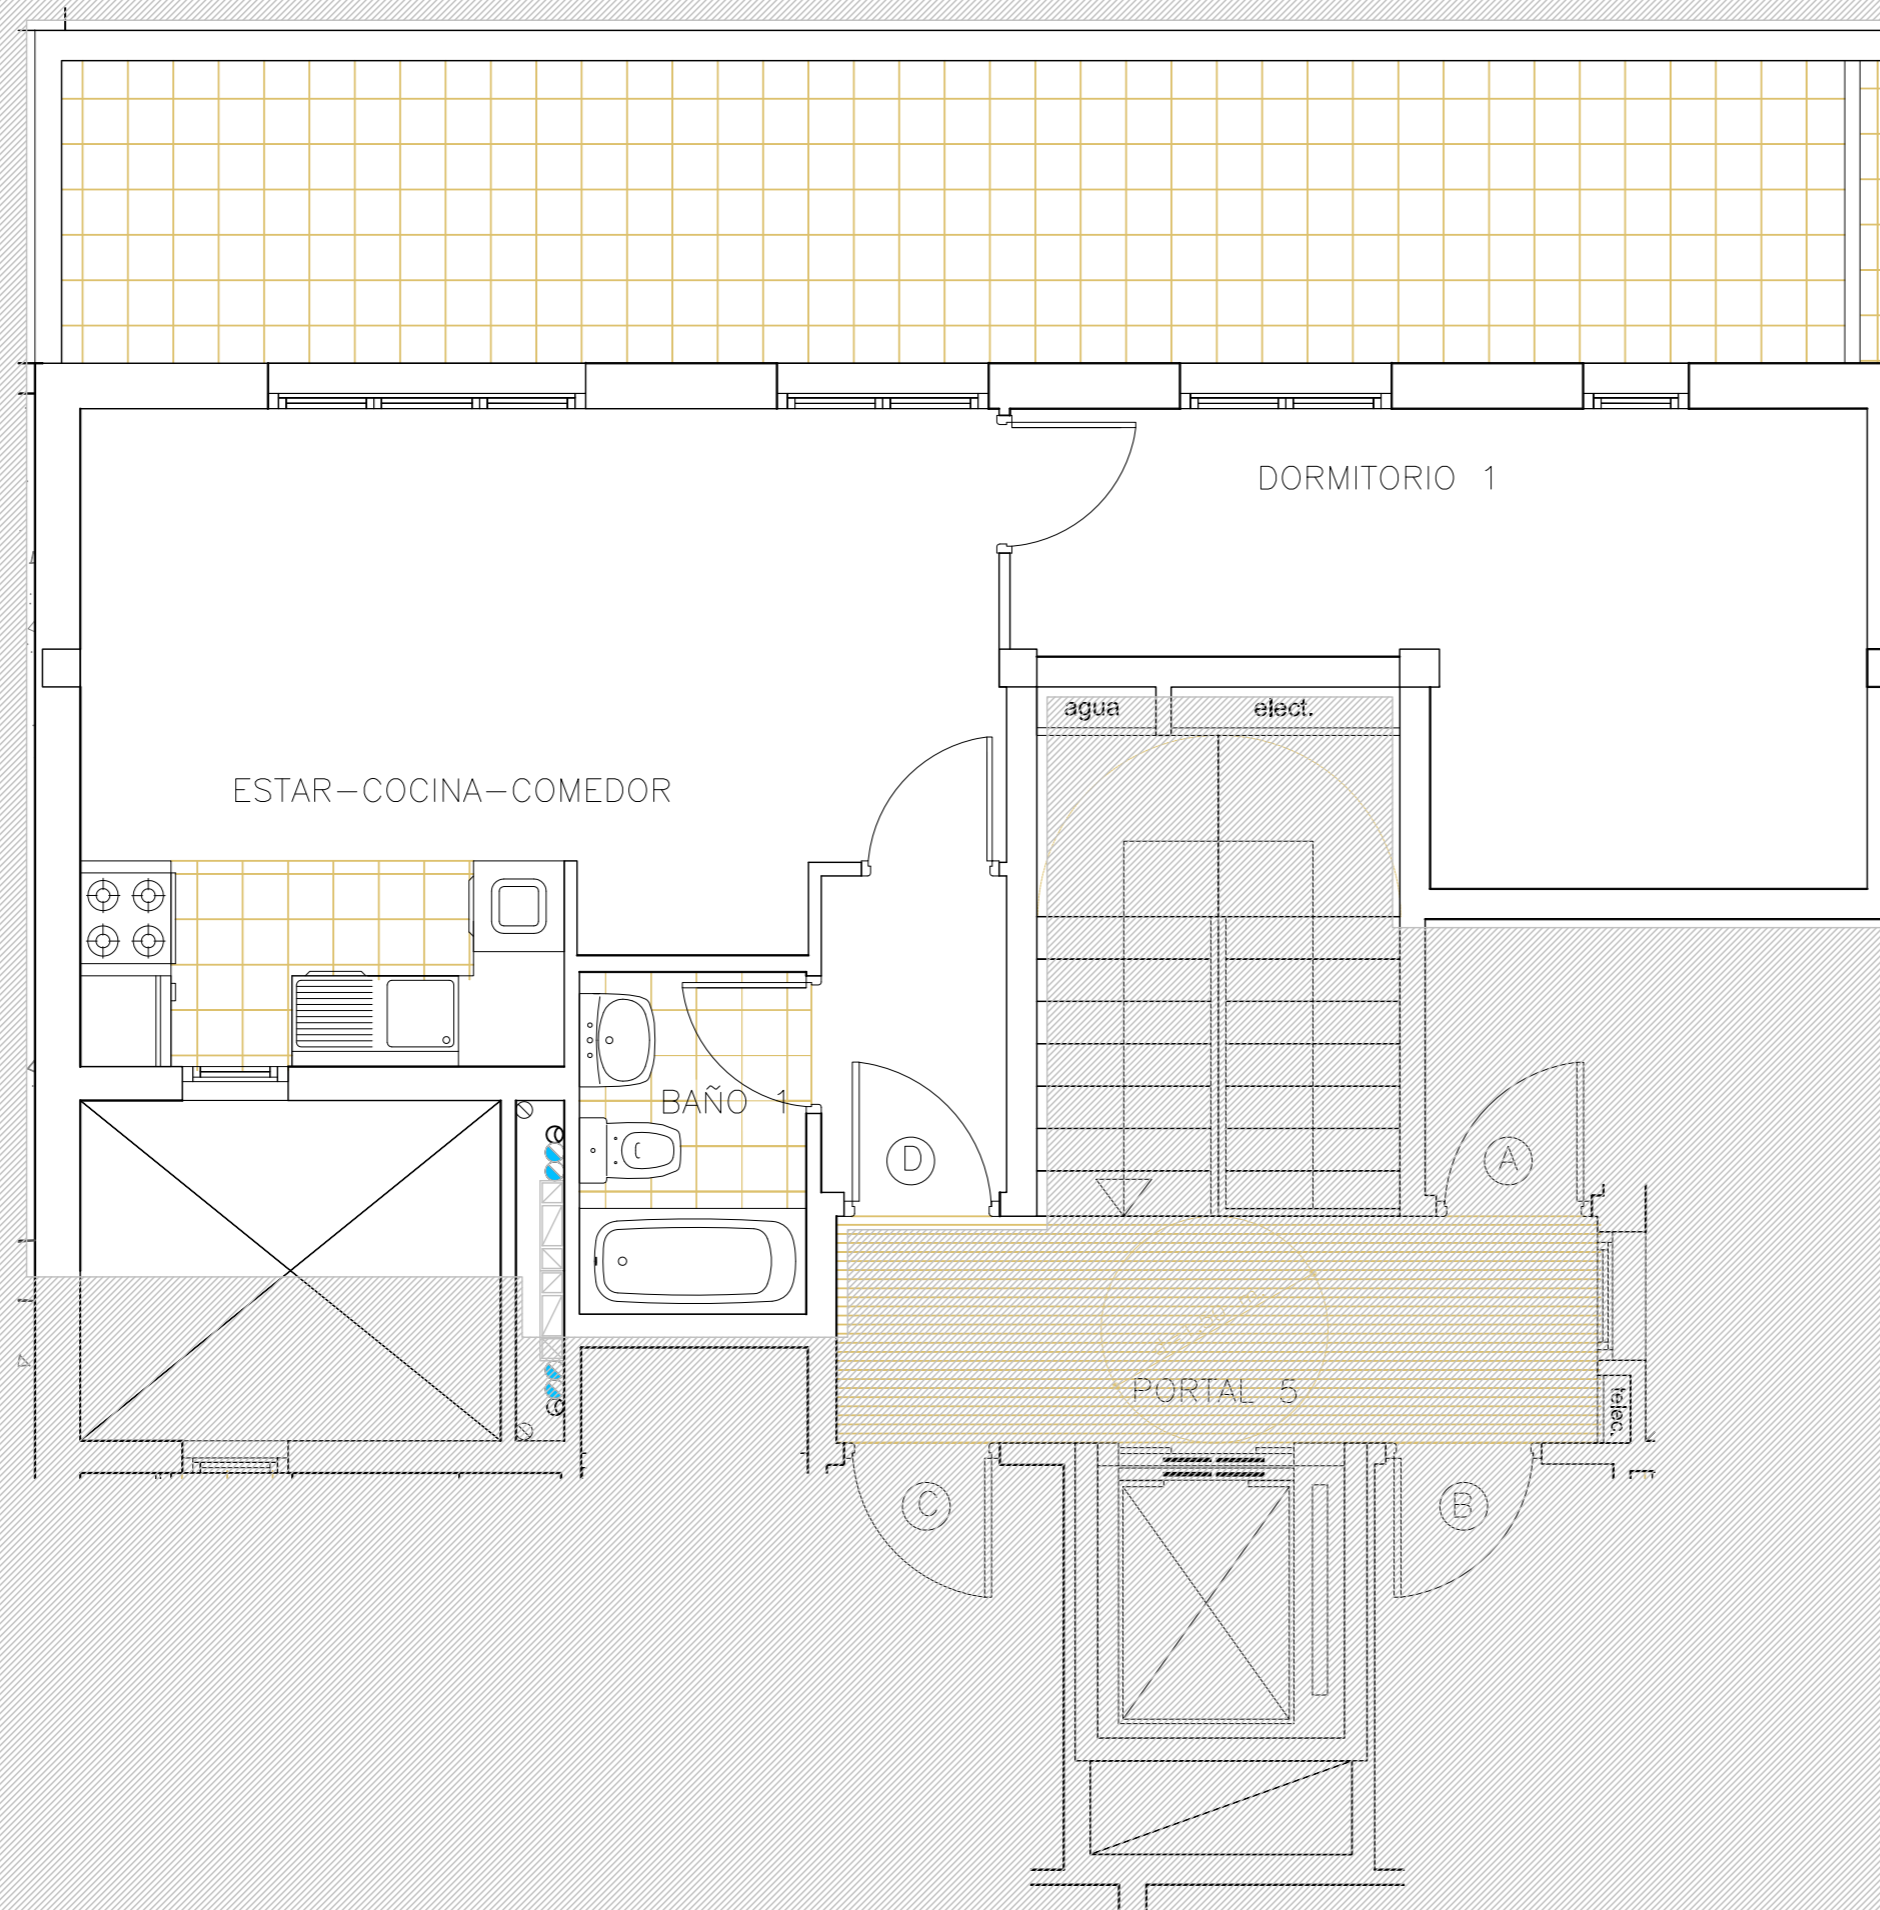 DORMITORIO 1
agua
elect.
ESTAR-COCINA-COMEDOR
BAÑO 1
D
A
PORTAL 5
telec.
C
B